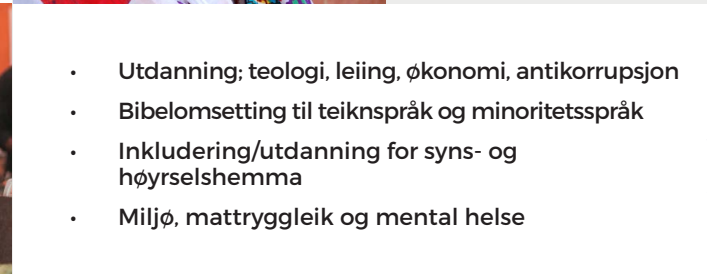 • Utdanning; teologi, leiing, økonomi, antikorrupsjon
• Bibelomsetting til teiknspråk og minoritetsspråk
• Inkludering/utdanning for syns- og
høyrselshemma
• Miljø, mattryggleik og mental helse